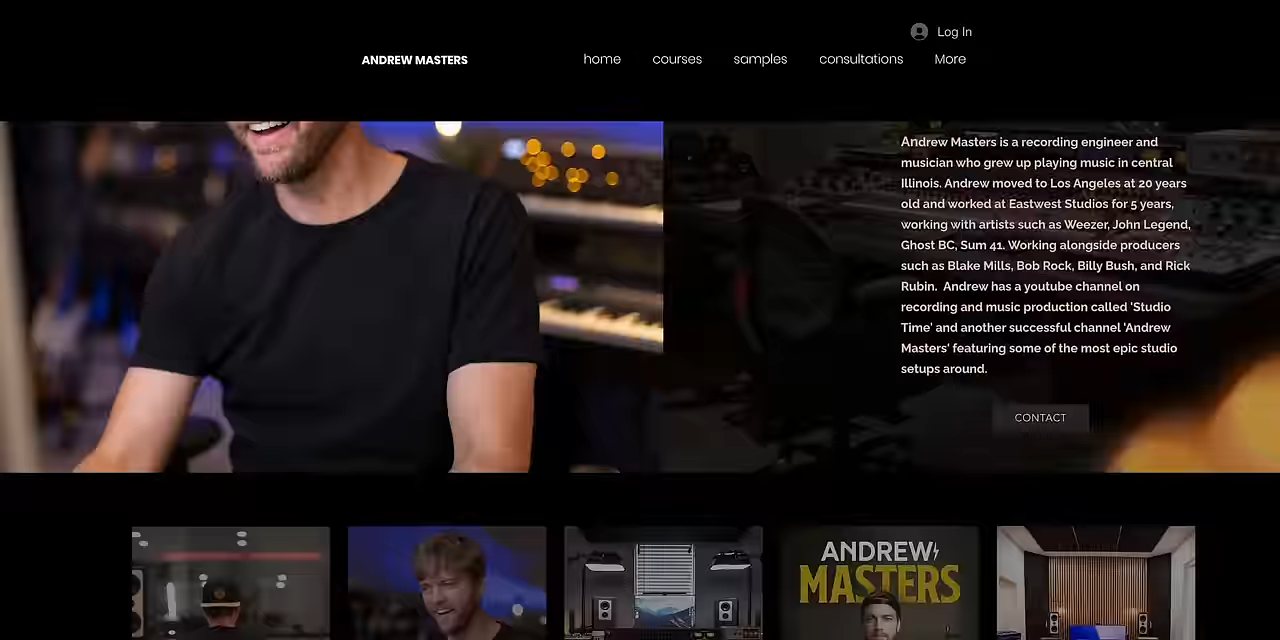 Log In
ANDREW MASTERS
home courses samples consultations More
Andrew Masters is a recording engineer and
musician who grew up playing music in central
Illinois. Andrew moved to Los Angeles at 20 years
old and worked at Eastwest Studios for 5 years,
working with artists such as Weezer, John Legend,
Ghost BC, Sum 41. Working alongside producers
such as Blake Mills, Bob Rock, Billy Bush, and Rick
Rubin.  Andrew has a youtube channel on
recording and music production called 'Studio
Time' and another successful channel 'Andrew
Masters' featuring some of the most epic studio
setups around.
CONTACT
ANDREW
MASTERS